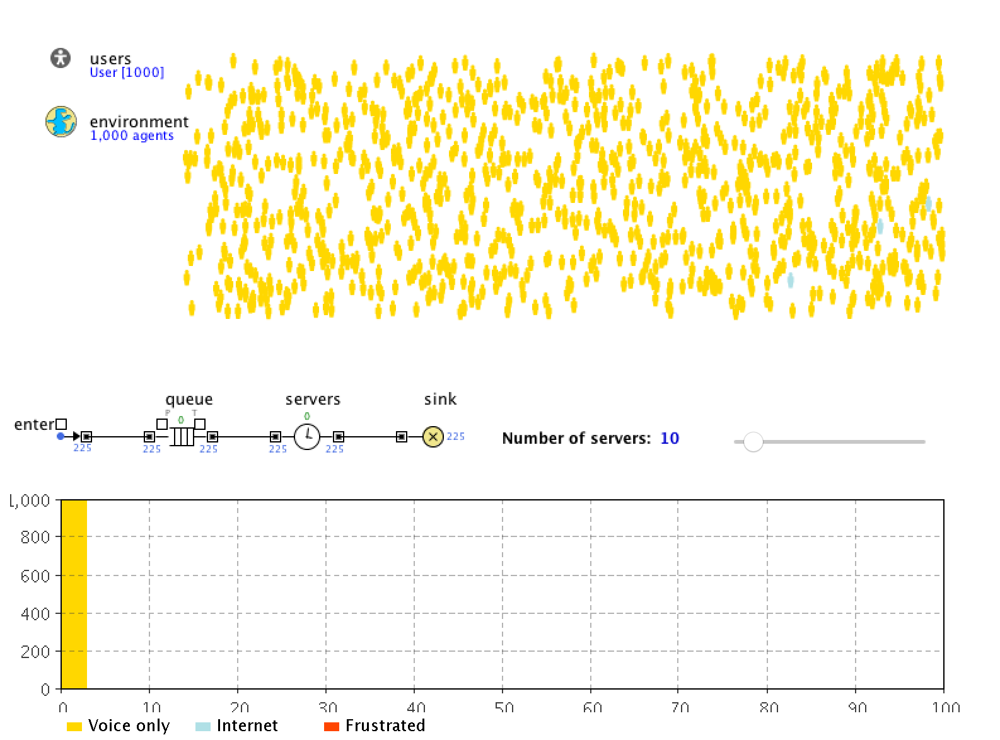 users
User [1000]
environment
1,000 agents
queue
servers
sink
P
T
0
0
enter
225
225
225
225
225
225
Number of servers: 10
1,000
800
600
400
200
0
0 10 20 30 40 50 60 70 80 90 100
Voice only Internet Frustrated